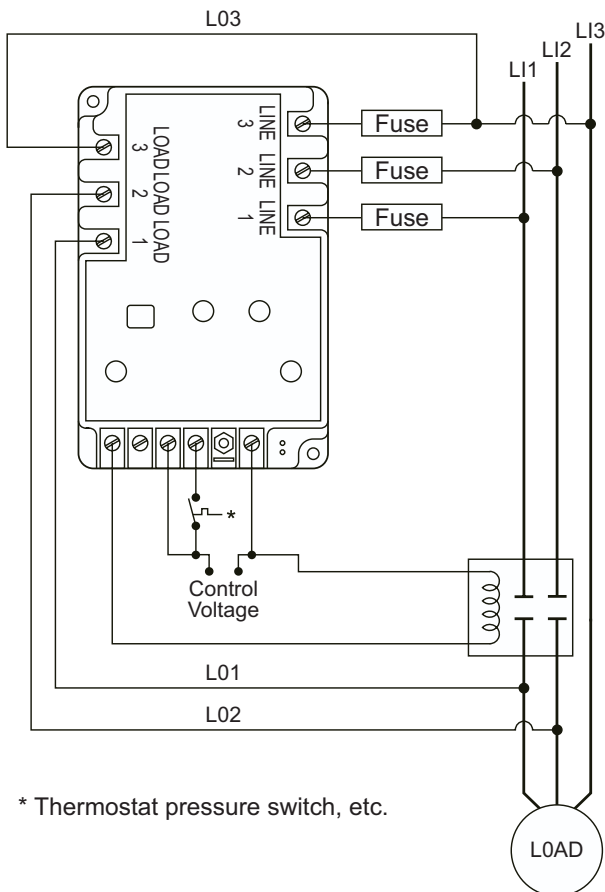 L03
LI3
LI2
LI1
LINE 3
Fuse
LINE 2
Fuse
LINE 1
Fuse
LOAD 3
LOAD 2
LOAD 1
*
Control
Voltage
L01
L02
* Thermostat pressure switch, etc.
L0AD